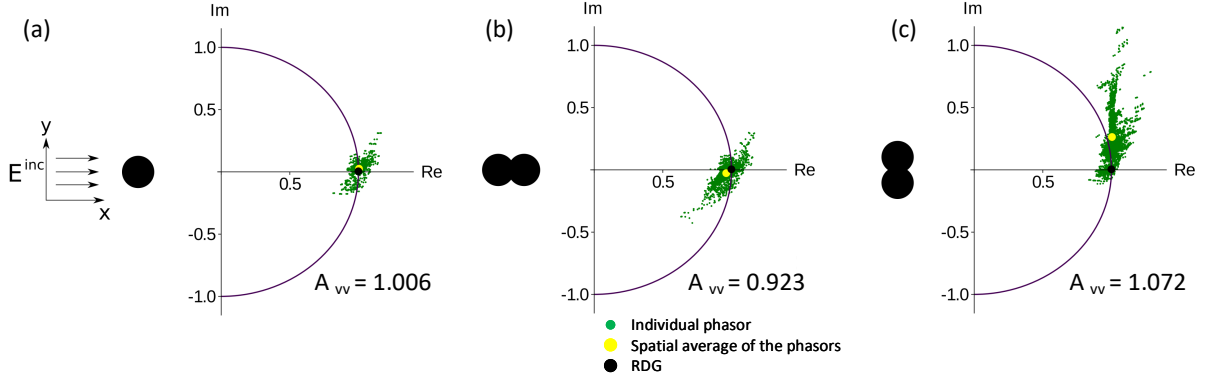 (a)
Im
1.0
0.5
0.5
Re
-0.5
-1.0
A vv = 1.006
y
E inc
x
(b)
Im
1.0
0.5
0.5
Re
-0.5
-1.0
A vv = 0.923
(c)
Im
1.0
0.5
0.5
Re
-0.5
-1.0
A vv = 1.072
Individual phasor
Spatial average of the phasors
RDG